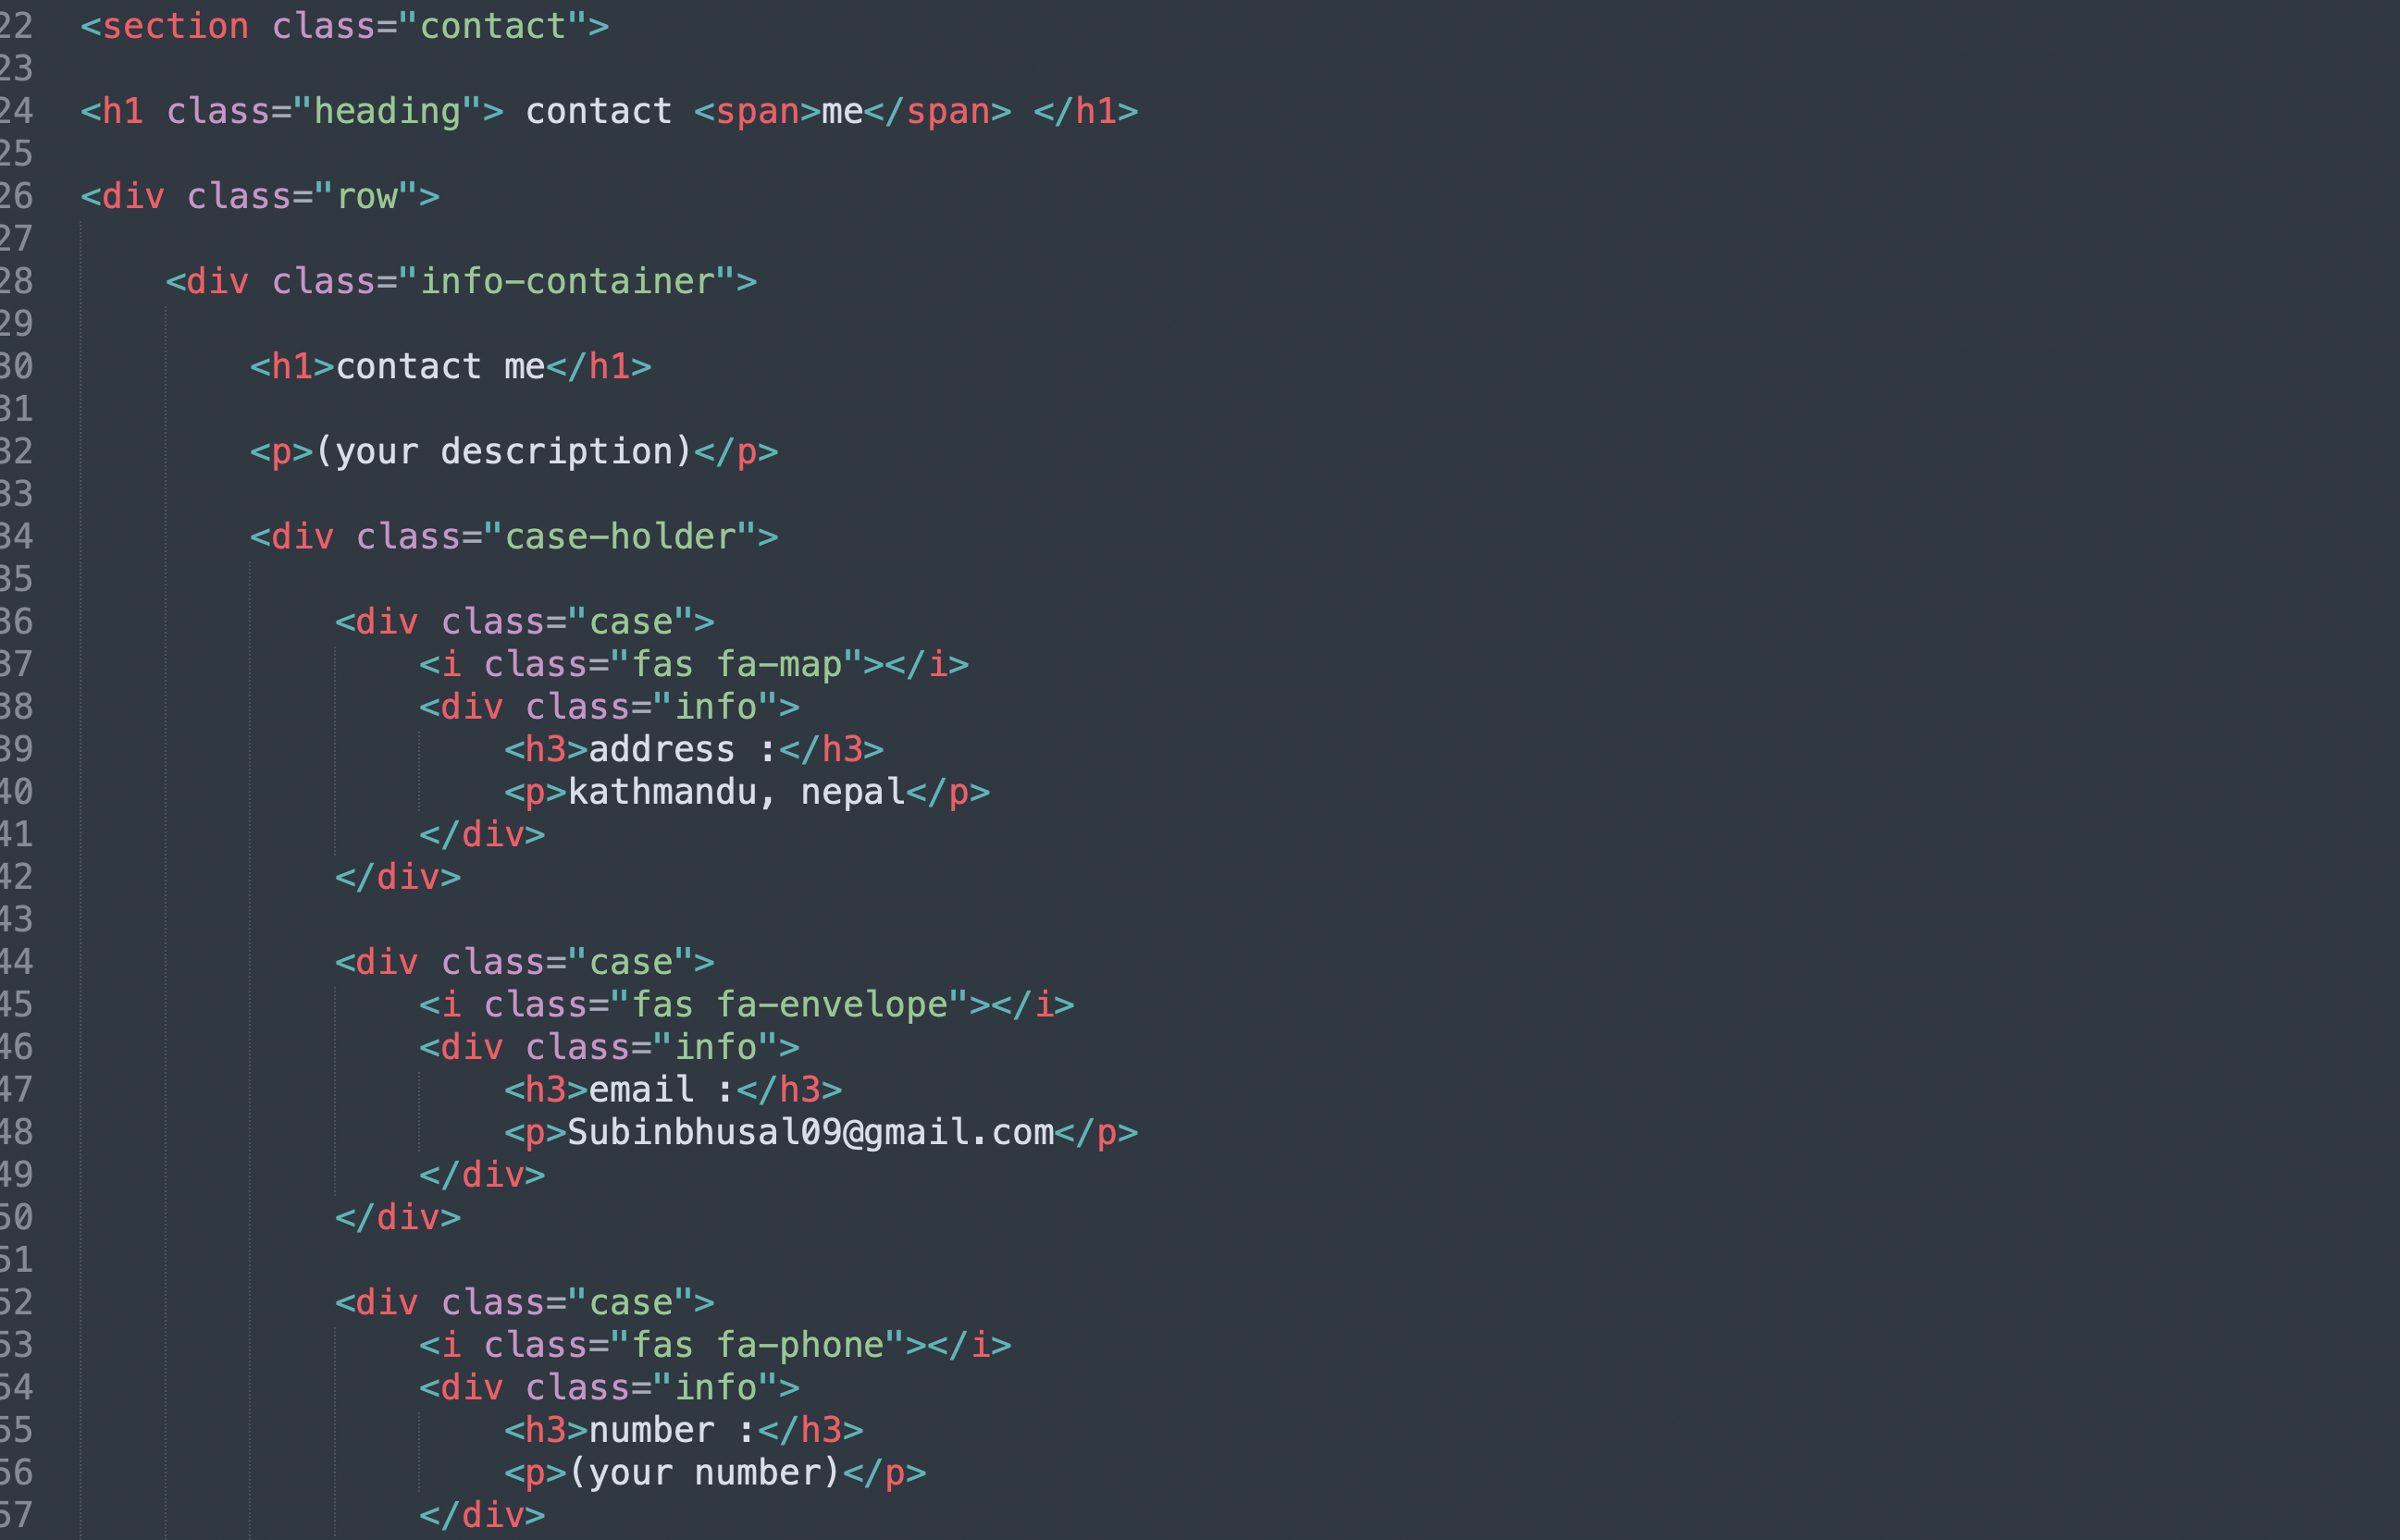 22 <section class="contact">
23
24 <h1 class="heading"> contact <span>me</span> </h1>
25
26 <div class="row">
27
28     <div class="info-container">
29
30         <h1>contact me</h1>
31
32         <p>(your description)</p>
33
34         <div class="case-holder">
35
36             <div class="case">
37                 <i class="fas fa-map"></i>
38                 <div class="info">
39                     <h3>address :</h3>
40                     <p>kathmandu, nepal</p>
41                 </div>
42             </div>
43
44             <div class="case">
45                 <i class="fas fa-envelope"></i>
46                 <div class="info">
47                     <h3>email :</h3>
48                     <p>Subinbhusal09@gmail.com</p>
49                 </div>
50             </div>
51
52             <div class="case">
53                 <i class="fas fa-phone"></i>
54                 <div class="info">
55                     <h3>number :</h3>
56                     <p>(your number)</p>
57                 </div>